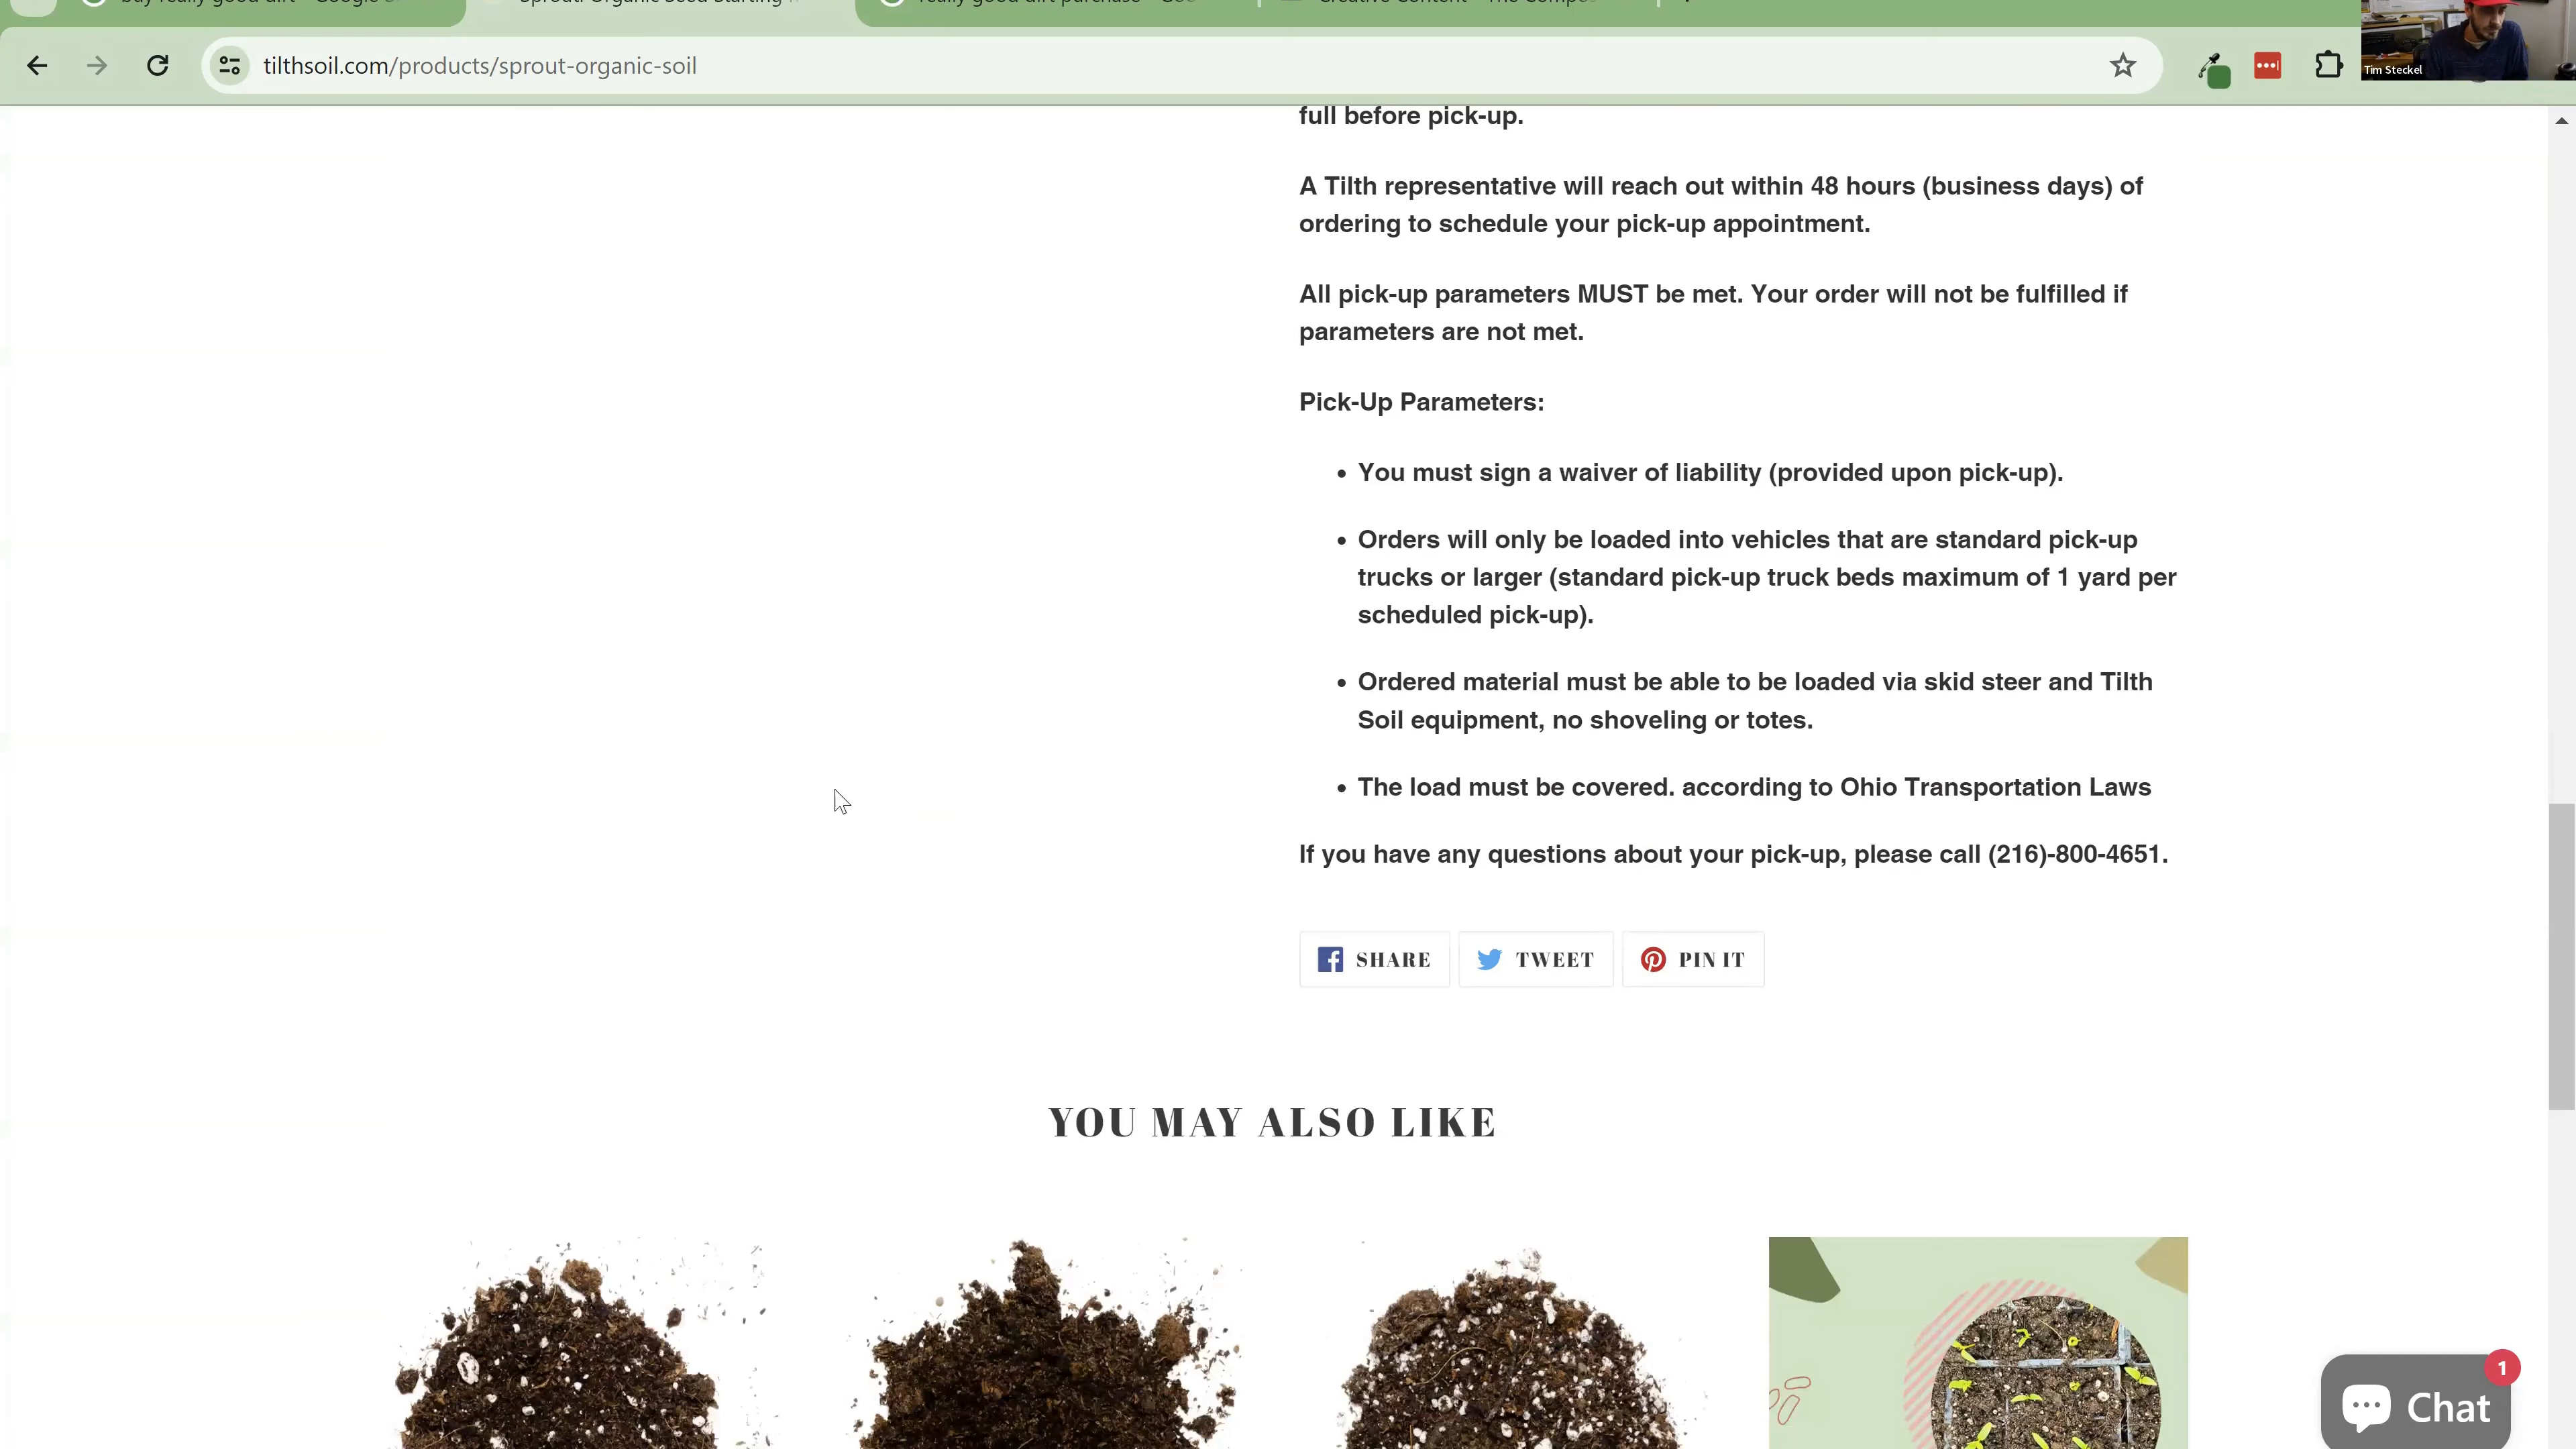 tilthsoil.com/products/sprout-organic-soil
Tim Steckel
full before pick-up.
A Tilth representative will reach out within 48 hours (business days) of
ordering to schedule your pick-up appointment.
All pick-up parameters MUST be met. Your order will not be fulfilled if
parameters are not met.
Pick-Up Parameters:
• You must sign a waiver of liability (provided upon pick-up).
• Orders will only be loaded into vehicles that are standard pick-up
trucks or larger (standard pick-up truck beds maximum of 1 yard per
scheduled pick-up).
• Ordered material must be able to be loaded via skid steer and Tilth
Soil equipment, no shoveling or totes.
• The load must be covered. according to Ohio Transportation Laws
If you have any questions about your pick-up, please call (216)-800-4651.
SHARE TWEET PIN IT
YOU MAY ALSO LIKE
1
Chat